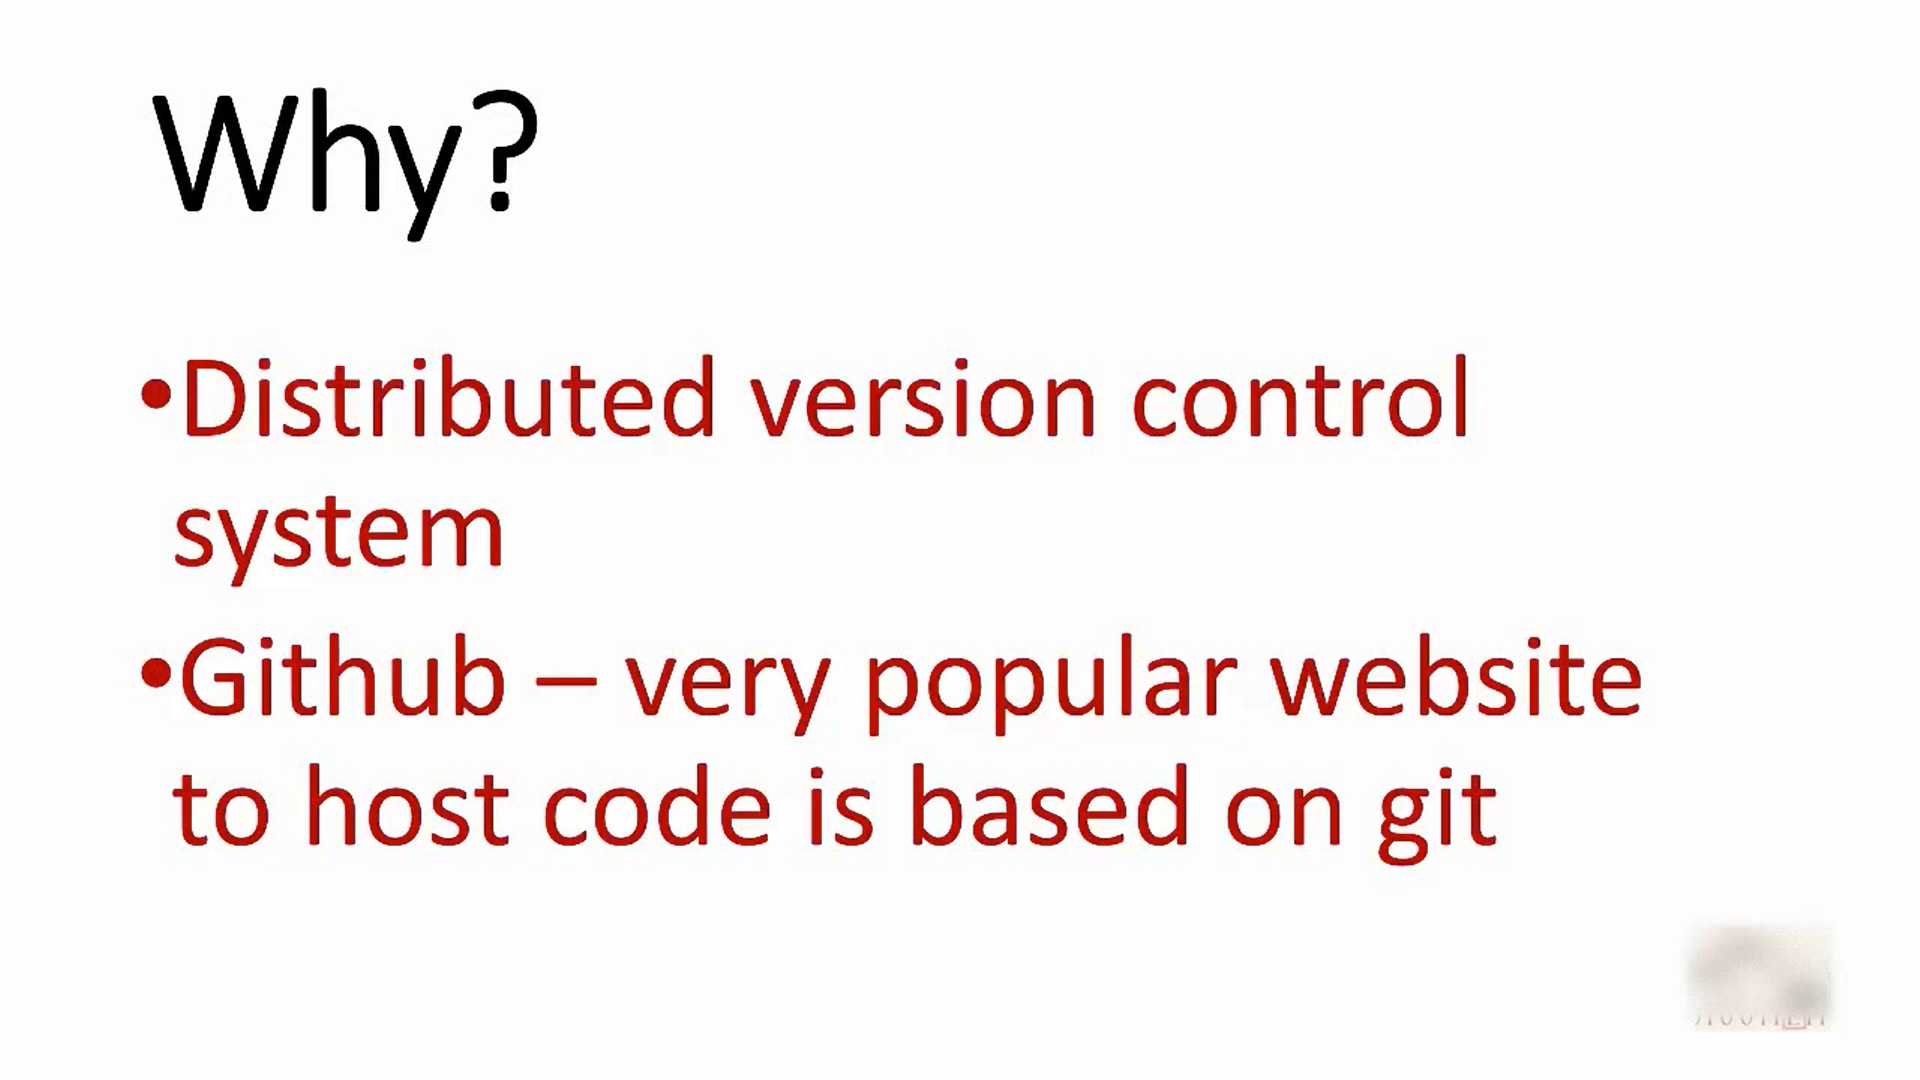 Why?
•Distributed version control
system
•Github – very popular website
to host code is based on git